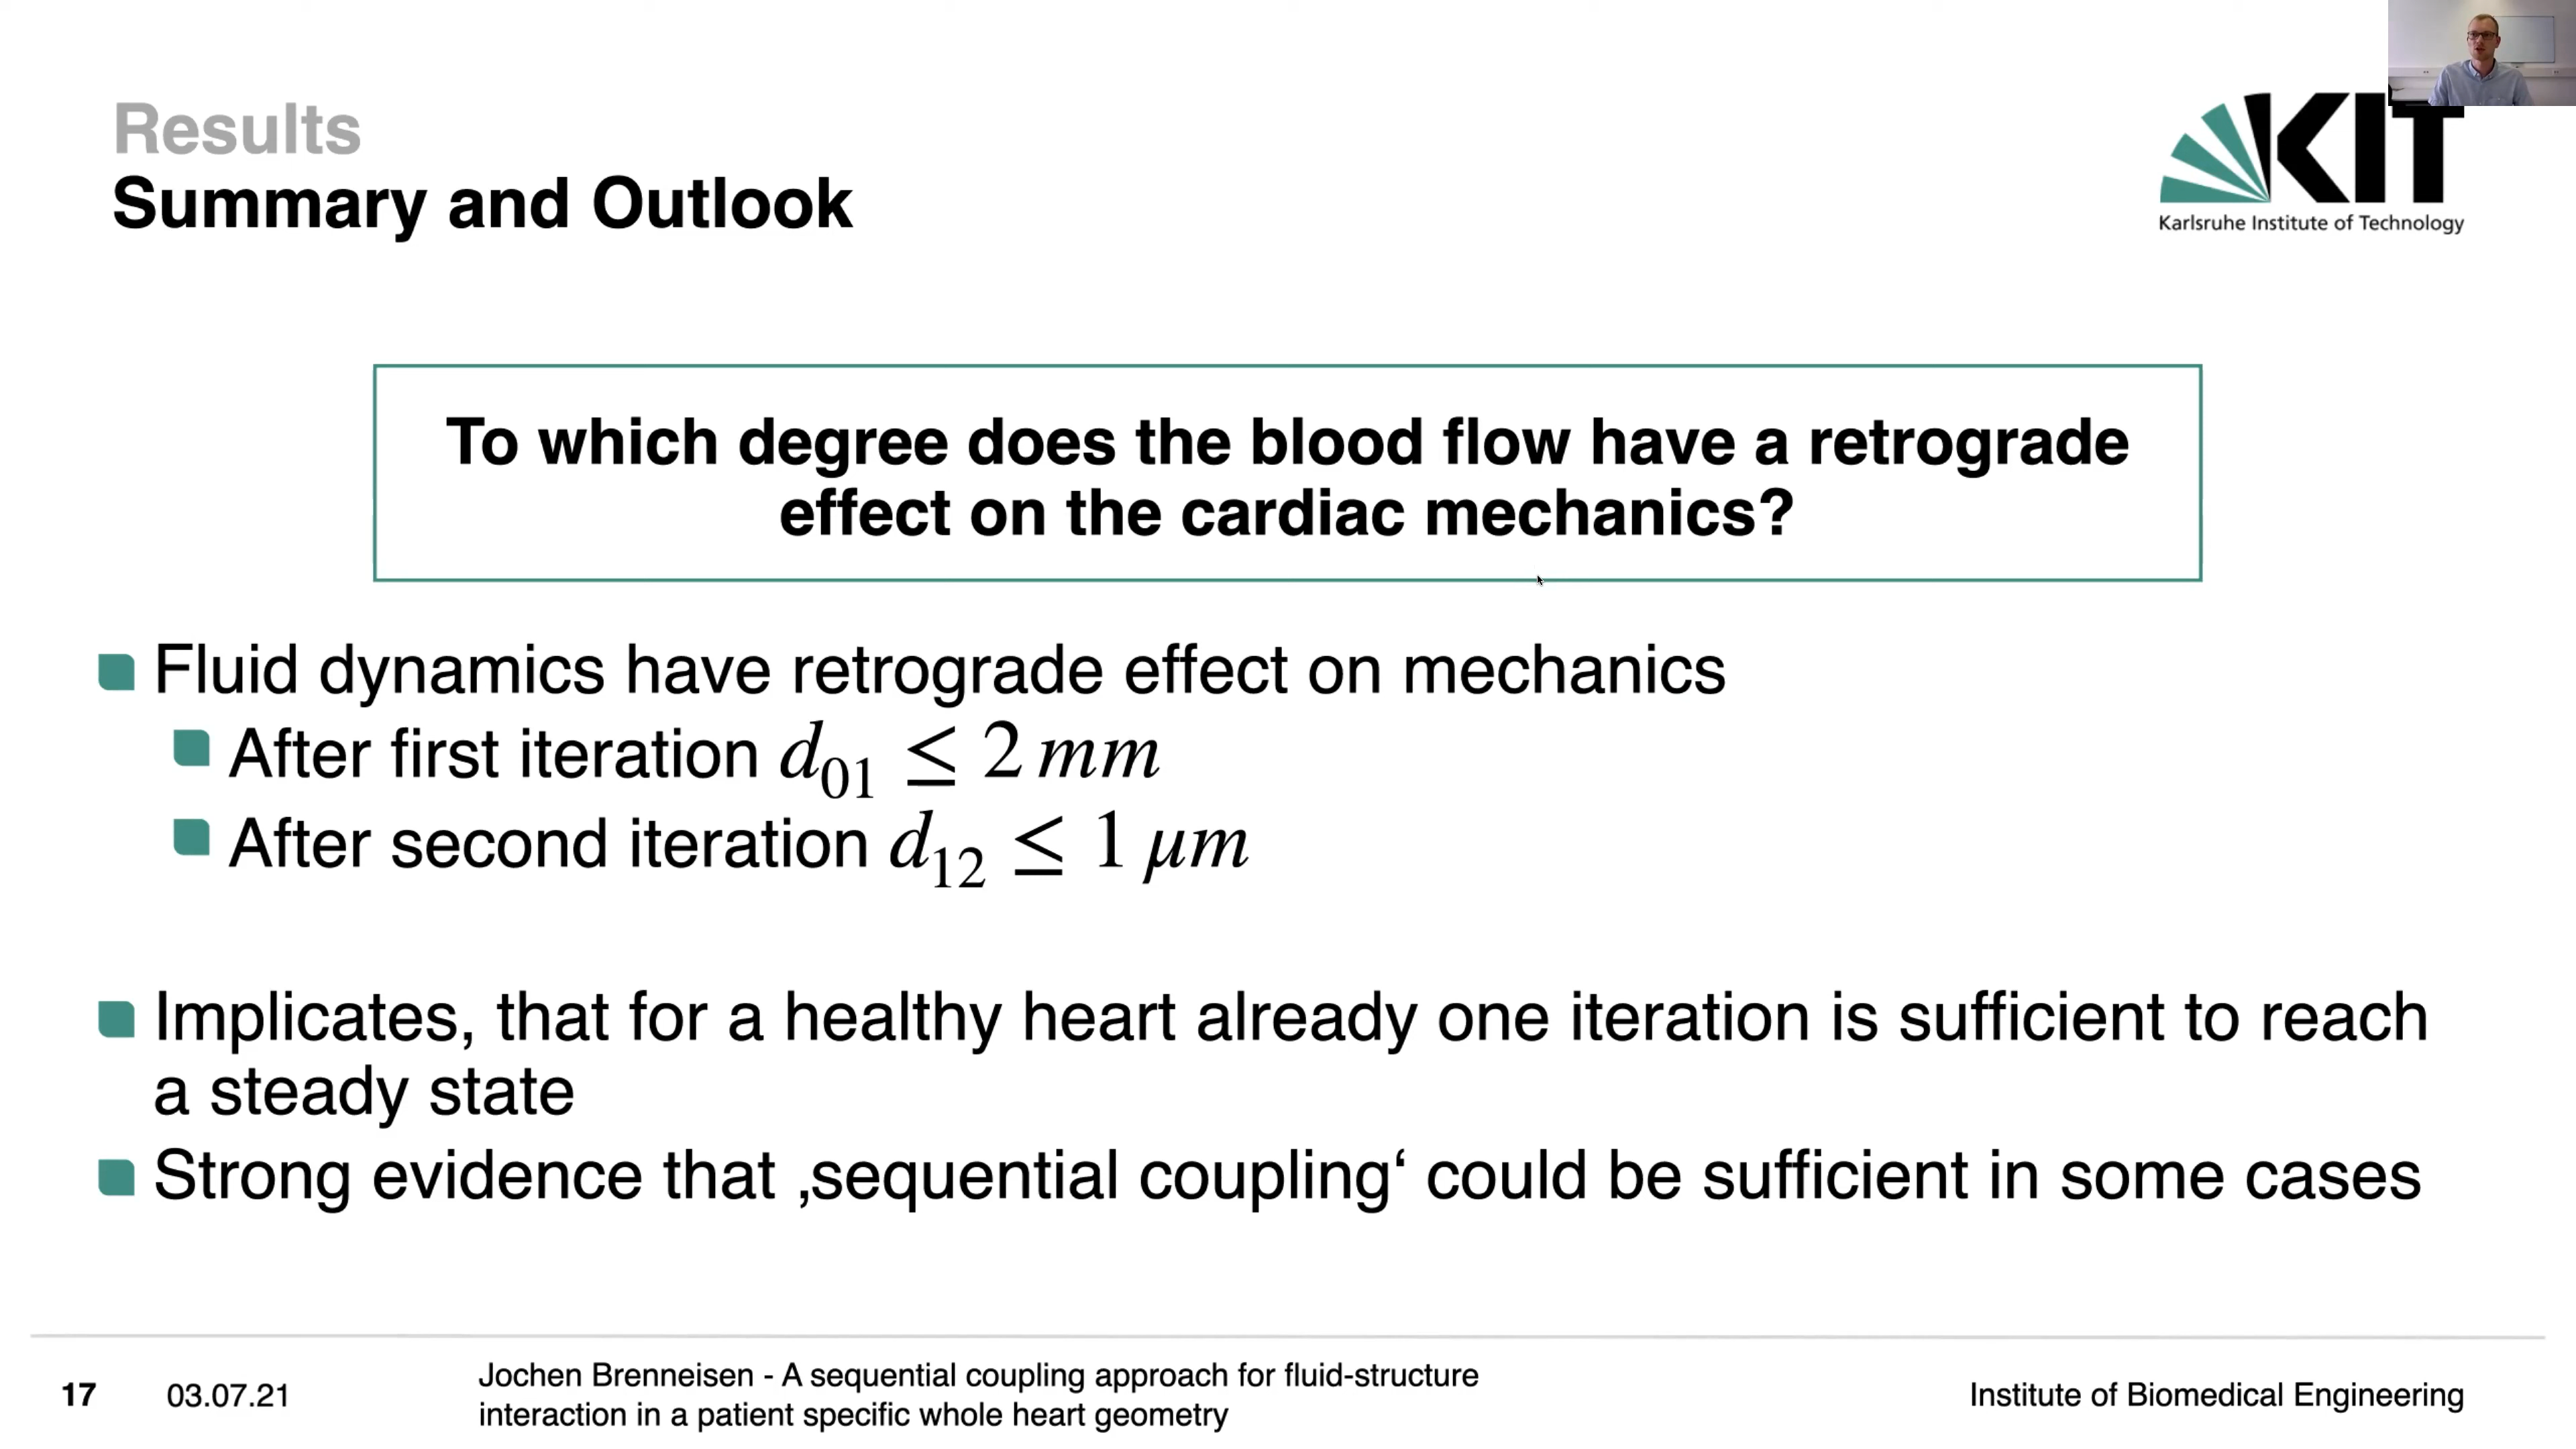 Results
Summary and Outlook
KIT
Karlsruhe Institute of Technology
To which degree does the blood flow have a retrograde
effect on the cardiac mechanics?
Fluid dynamics have retrograde effect on mechanics
After first iteration d₀₁ ≤ 2 mm
After second iteration d₁₂ ≤ 1 µm
Implicates, that for a healthy heart already one iteration is sufficient to reach
a steady state
Strong evidence that ‚sequential coupling‘ could be sufficient in some cases
17
03.07.21
Jochen Brenneisen - A sequential coupling approach for fluid-structure
interaction in a patient specific whole heart geometry
Institute of Biomedical Engineering